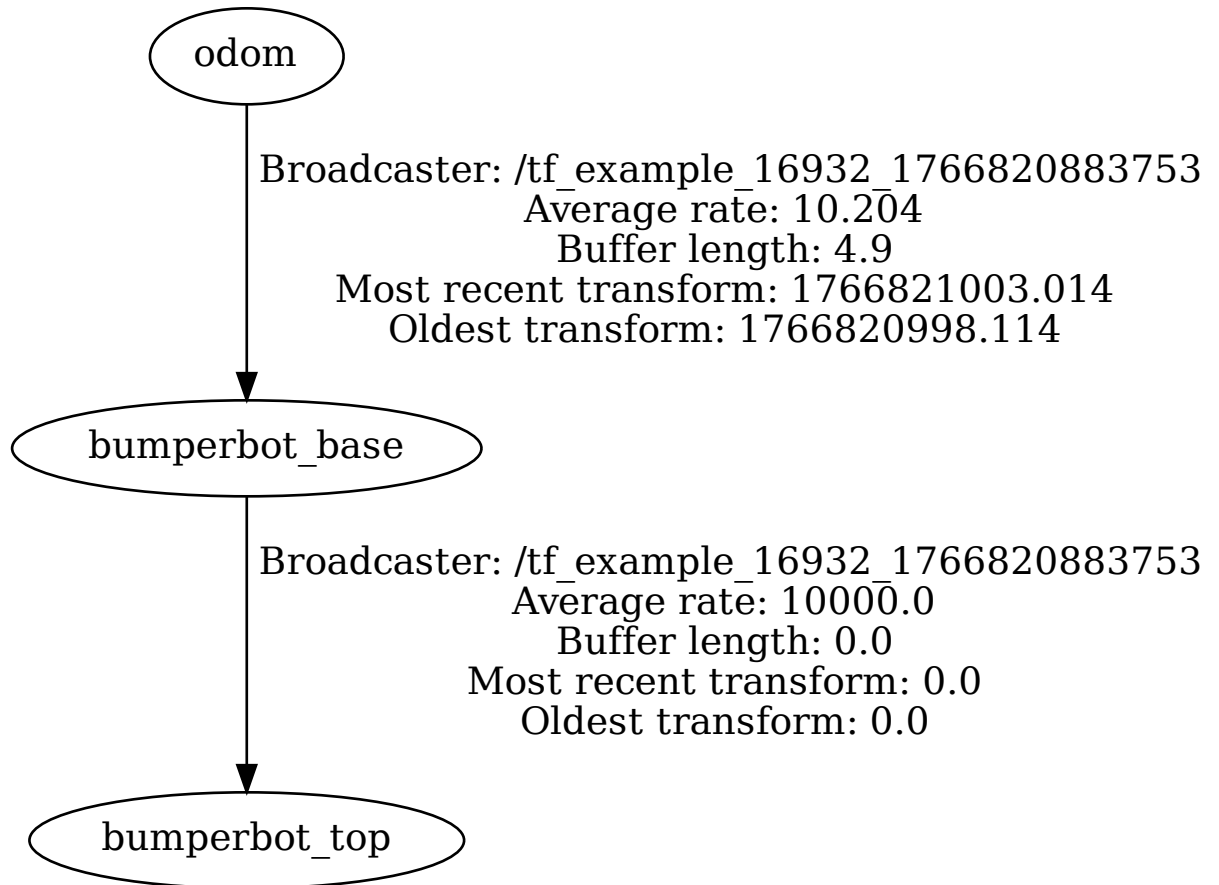 odom
Broadcaster: /tf_example_16932_1766820883753
Average rate: 10.204
Buffer length: 4.9
Most recent transform: 1766821003.014
Oldest transform: 1766820998.114
bumperbot_base
Broadcaster: /tf_example_16932_1766820883753
Average rate: 10000.0
Buffer length: 0.0
Most recent transform: 0.0
Oldest transform: 0.0
bumperbot_top